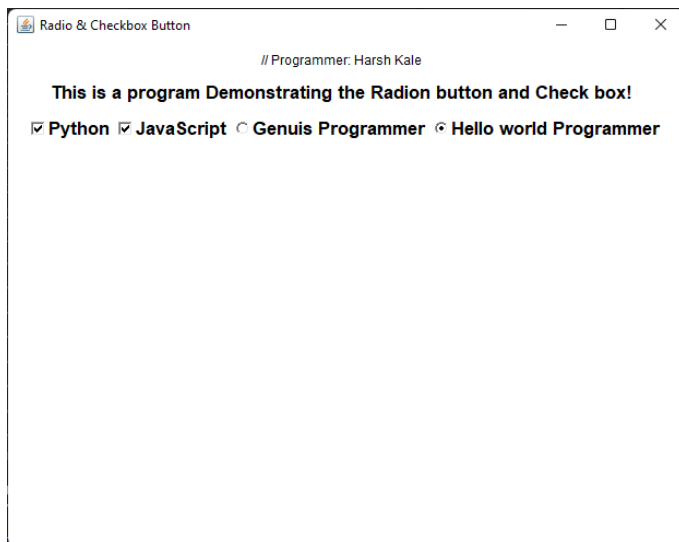 Radio & Checkbox Button
// Programmer: Harsh Kale
This is a program Demonstrating the Radion button and Check box!
Python JavaScript Genuis Programmer Hello world Programmer